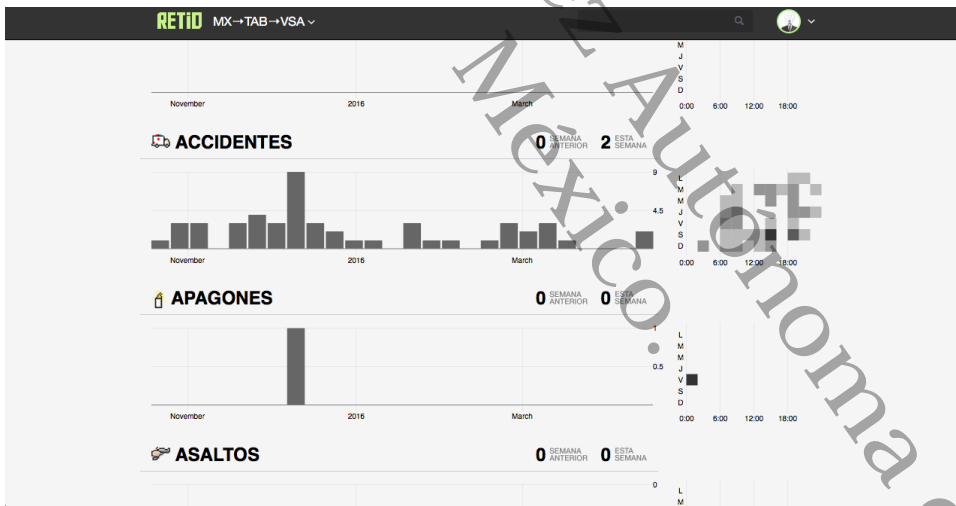 RETiD MX→TAB→VSA
M
J
V
S
D
November 2016 March 0:00 6:00 12:00 18:00
ACCIDENTES 0 SEMANA ANTERIOR 2 ESTA SEMANA
9
4.5
L
M
M
J
V
S
D
November 2016 March 0:00 6:00 12:00 18:00
APAGONES 0 SEMANA ANTERIOR 0 ESTA SEMANA
1
0.5
L
M
M
J
V
S
D
November 2016 March 0:00 6:00 12:00 18:00
ASALTOS 0 SEMANA ANTERIOR 0 ESTA SEMANA
0
L
M
Autònoma
Mèxico.